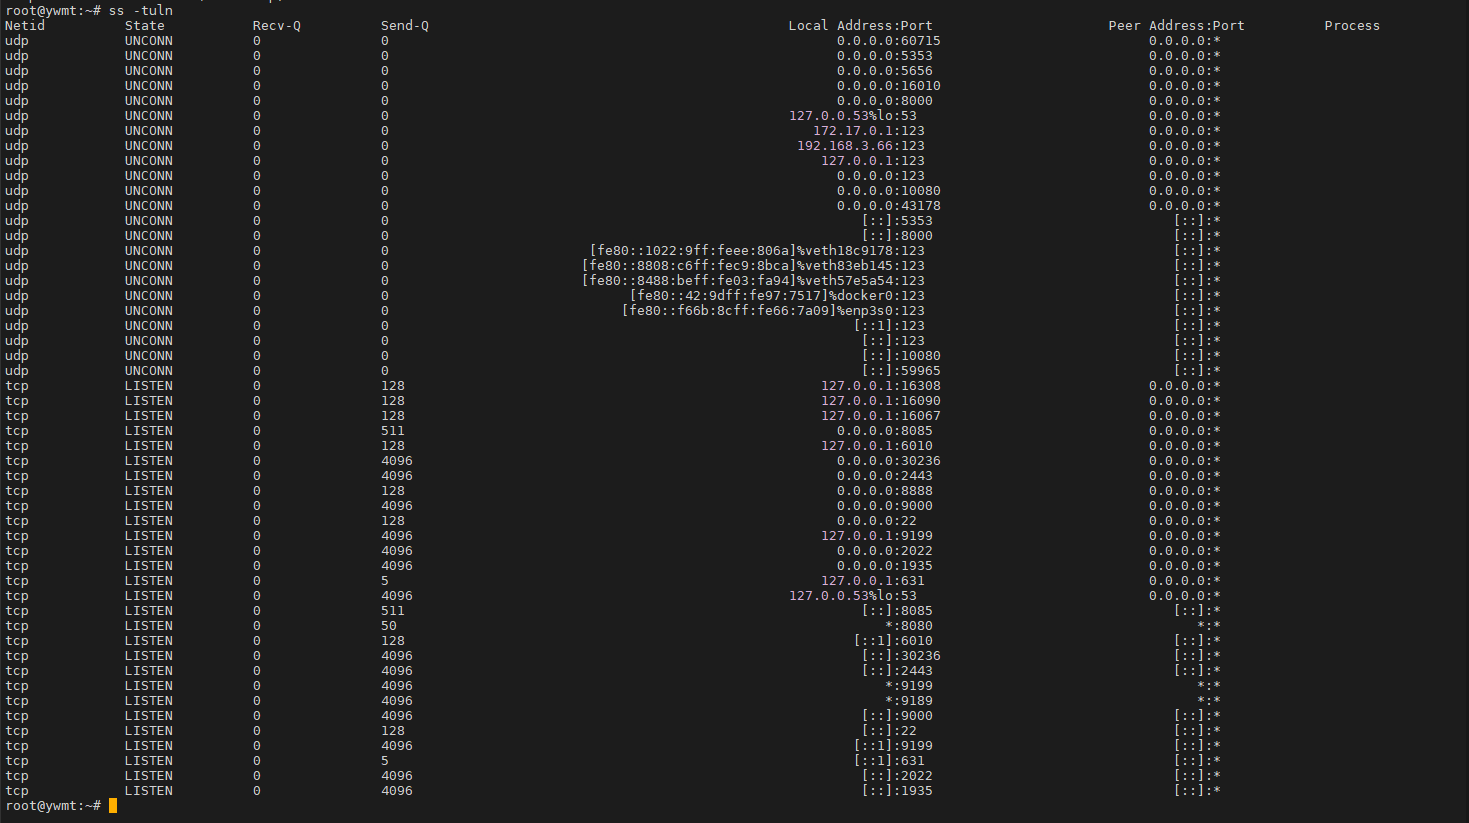 root@ywmt:~# ss -tuln
Netid State Recv-Q Send-Q Local Address:Port Peer Address:Port Process
udp UNCONN 0 0 0.0.0.0:60715 0.0.0.0:*
udp UNCONN 0 0 0.0.0.0:5353 0.0.0.0:*
udp UNCONN 0 0 0.0.0.0:5656 0.0.0.0:*
udp UNCONN 0 0 0.0.0.0:16010 0.0.0.0:*
udp UNCONN 0 0 0.0.0.0:8000 0.0.0.0:*
udp UNCONN 0 0 127.0.0.53%lo:53 0.0.0.0:*
udp UNCONN 0 0 172.17.0.1:123 0.0.0.0:*
udp UNCONN 0 0 192.168.3.66:123 0.0.0.0:*
udp UNCONN 0 0 127.0.0.1:123 0.0.0.0:*
udp UNCONN 0 0 0.0.0.0:123 0.0.0.0:*
udp UNCONN 0 0 0.0.0.0:10080 0.0.0.0:*
udp UNCONN 0 0 0.0.0.0:43178 0.0.0.0:*
udp UNCONN 0 0 [::]:5353 [::]:*
udp UNCONN 0 0 [::]:8000 [::]:*
udp UNCONN 0 0 [fe80::1022:9ff:feee:806a]%veth18c9178:123 [::]:*
udp UNCONN 0 0 [fe80::8808:c6ff:fec9:8bca]%veth83eb145:123 [::]:*
udp UNCONN 0 0 [fe80::8488:beff:fe03:fa94]%veth57e5a54:123 [::]:*
udp UNCONN 0 0 [fe80::42:9dff:fe97:7517]%docker0:123 [::]:*
udp UNCONN 0 0 [fe80::f66b:8cff:fe66:7a09]%enp3s0:123 [::]:*
udp UNCONN 0 0 [::1]:123 [::]:*
udp UNCONN 0 0 [::]:123 [::]:*
udp UNCONN 0 0 [::]:10080 [::]:*
udp UNCONN 0 0 [::]:59965 [::]:*
tcp LISTEN 0 128 127.0.0.1:16308 0.0.0.0:*
tcp LISTEN 0 128 127.0.0.1:16090 0.0.0.0:*
tcp LISTEN 0 128 127.0.0.1:16067 0.0.0.0:*
tcp LISTEN 0 511 0.0.0.0:8085 0.0.0.0:*
tcp LISTEN 0 128 127.0.0.1:6010 0.0.0.0:*
tcp LISTEN 0 4096 0.0.0.0:30236 0.0.0.0:*
tcp LISTEN 0 4096 0.0.0.0:2443 0.0.0.0:*
tcp LISTEN 0 128 0.0.0.0:8888 0.0.0.0:*
tcp LISTEN 0 4096 0.0.0.0:9000 0.0.0.0:*
tcp LISTEN 0 128 0.0.0.0:22 0.0.0.0:*
tcp LISTEN 0 4096 127.0.0.1:9199 0.0.0.0:*
tcp LISTEN 0 4096 0.0.0.0:2022 0.0.0.0:*
tcp LISTEN 0 4096 0.0.0.0:1935 0.0.0.0:*
tcp LISTEN 0 5 127.0.0.1:631 0.0.0.0:*
tcp LISTEN 0 4096 127.0.0.53%lo:53 0.0.0.0:*
tcp LISTEN 0 511 [::]:8085 [::]:*
tcp LISTEN 0 50 *:8080 *:*
tcp LISTEN 0 128 [::1]:6010 [::]:*
tcp LISTEN 0 4096 [::]:30236 [::]:*
tcp LISTEN 0 4096 [::]:2443 [::]:*
tcp LISTEN 0 4096 *:9199 *:*
tcp LISTEN 0 4096 *:9189 *:*
tcp LISTEN 0 4096 [::]:9000 [::]:*
tcp LISTEN 0 128 [::]:22 [::]:*
tcp LISTEN 0 4096 [::1]:9199 [::]:*
tcp LISTEN 0 5 [::1]:631 [::]:*
tcp LISTEN 0 4096 [::]:2022 [::]:*
tcp LISTEN 0 4096 [::]:1935 [::]:*
root@ywmt:~#